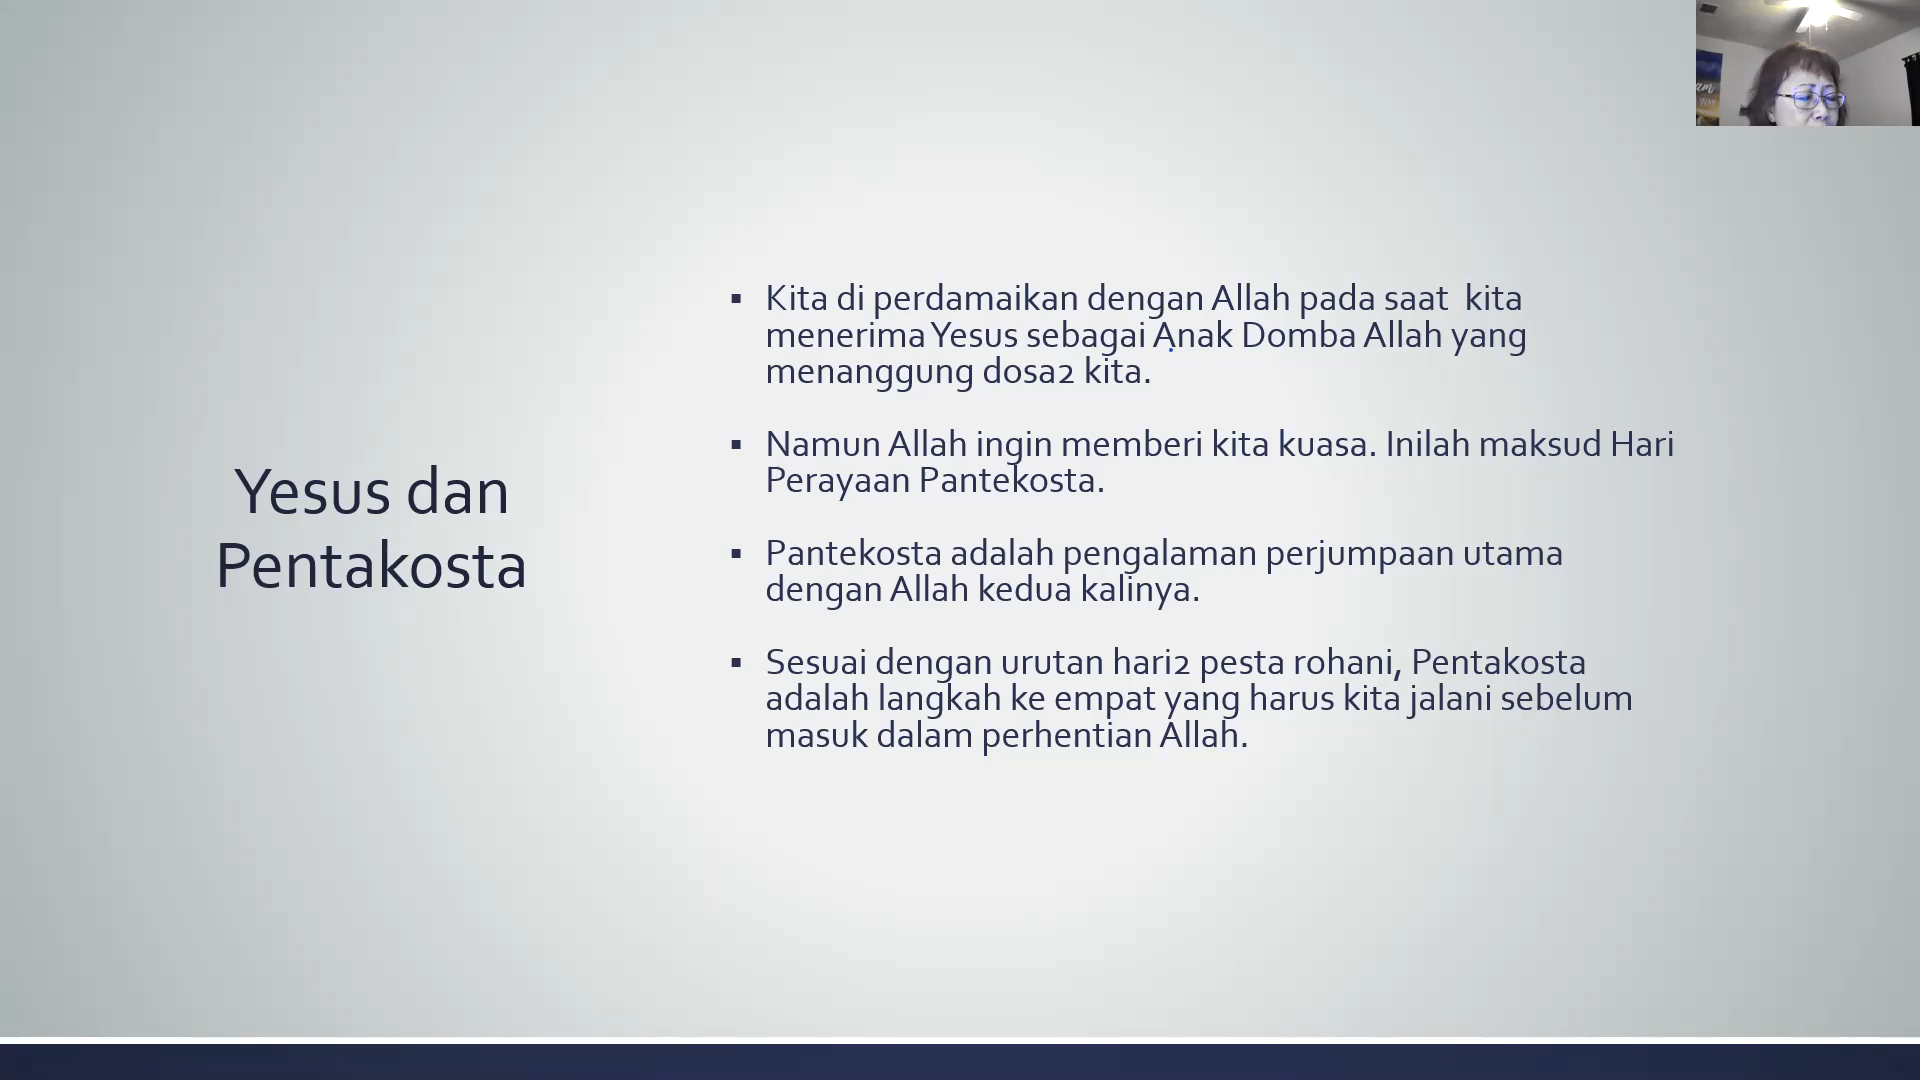 Yesus dan
Pentakosta
▪ Kita di perdamaikan dengan Allah pada saat  kita
menerima Yesus sebagai Anak Domba Allah yang
menanggung dosa2 kita.
▪ Namun Allah ingin memberi kita kuasa. Inilah maksud Hari
Perayaan Pantekosta.
▪ Pantekosta adalah pengalaman perjumpaan utama
dengan Allah kedua kalinya.
▪ Sesuai dengan urutan hari2 pesta rohani, Pentakosta
adalah langkah ke empat yang harus kita jalani sebelum
masuk dalam perhentian Allah.
am
WAY